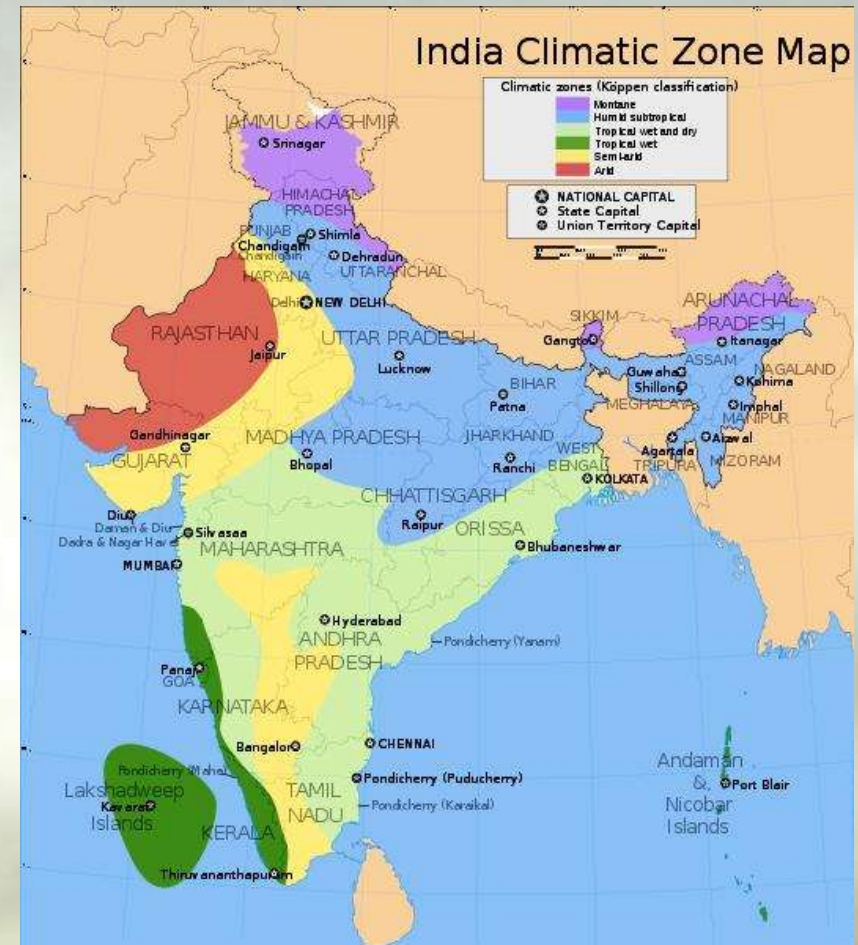 India Climatic Zone Map
Climatic zones (Köppen classification)
Montane
Humid subtropical
Tropical wet and dry
Tropical wet
Semi-arid
Arid
NATIONAL CAPITAL
State Capital
Union Territory Capital
JAMMU & KASHMIR
Srinagar
HIMACHAL
PRADESH
PUNJAB
Shimla
Chandigarh
Chandigarh
Dehradun
UTTARANCHAL
HARYANA
Delhi
NEW DELHI
ARUNACHAL
PRADESH
SIKKIM
RAJASTHAN
UTTAR PRADESH
Gangtok
Itanagar
Jaipur
Lucknow
ASSAM
NAGALAND
Guwahati
BIHAR
Kohima
Shillong
Patna
MEGHALAYA
Imphal
MANIPUR
Gandhinagar
MADHYA PRADESH
JHARKHAND
WEST
BENGAL
Agartala
Aizwal
GUJARAT
Bhopal
Ranchi
TRIPURA
MIZORAM
KOLKATA
CHHATTISGARH
Diu
Raipur
ORISSA
Daman & Diu
Silvasaa
Dadra & Nagar Haveli
MAHARASHTRA
Bhubaneshwar
MUMBAI
Hyderabad
ANDHRA
PRADESH
Pondicherry (Yanam)
Panaji
GOA
KARNATAKA
Bangalore
CHENNAI
Pondicherry (Mahe)
Pondicherry (Puducherry)
Andaman
&
Nicobar
Islands
Port Blair
Lakshadweep
Islands
Kavarati
TAMIL
NADU
Pondicherry (Karaikal)
KERALA
Thiruvananthapuram